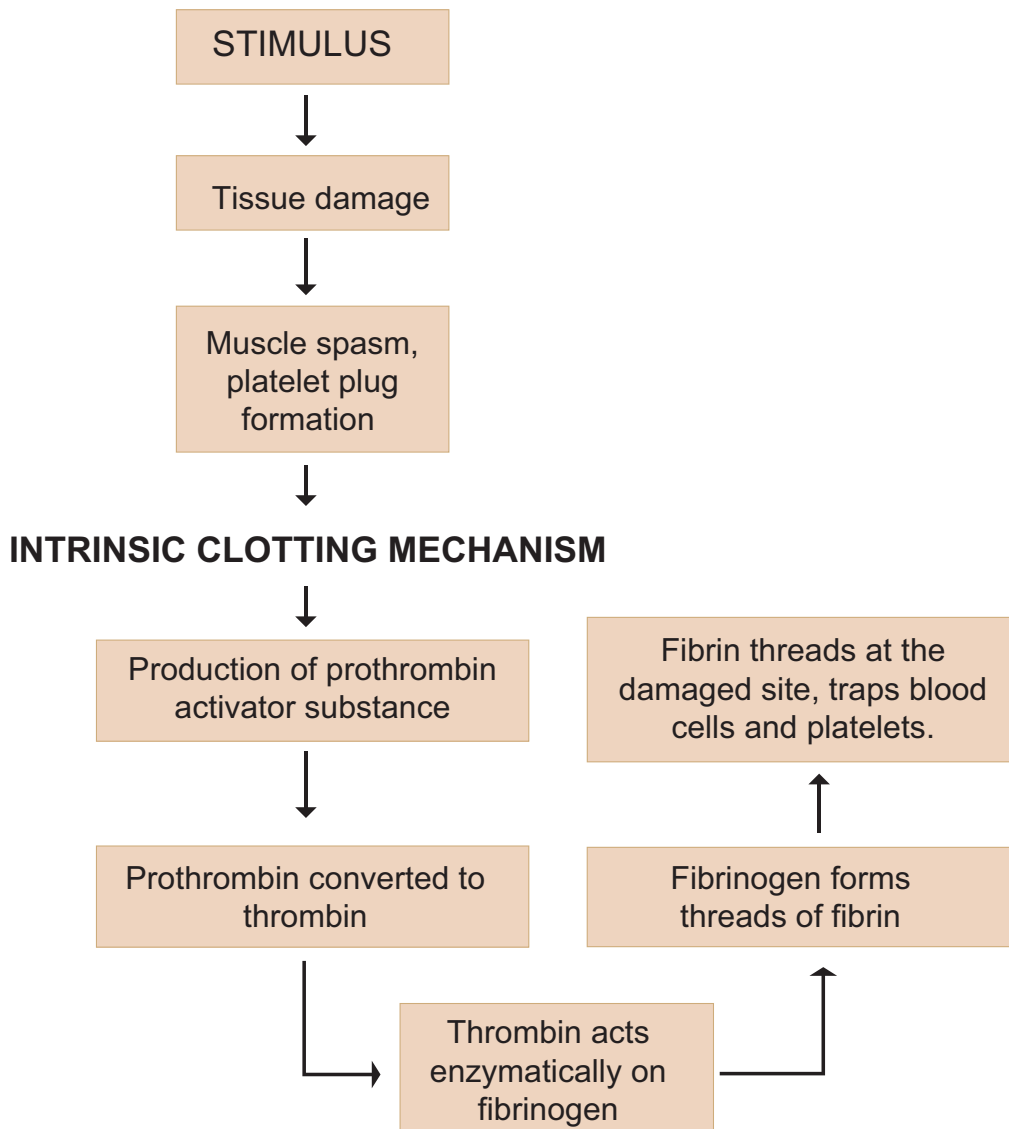 STIMULUS
Tissue damage
Muscle spasm,
platelet plug
formation
INTRINSIC CLOTTING MECHANISM
Production of prothrombin
activator substance
Prothrombin converted to
thrombin
Thrombin acts
enzymatically on
fibrinogen
Fibrinogen forms
threads of fibrin
Fibrin threads at the
damaged site, traps blood
cells and platelets.